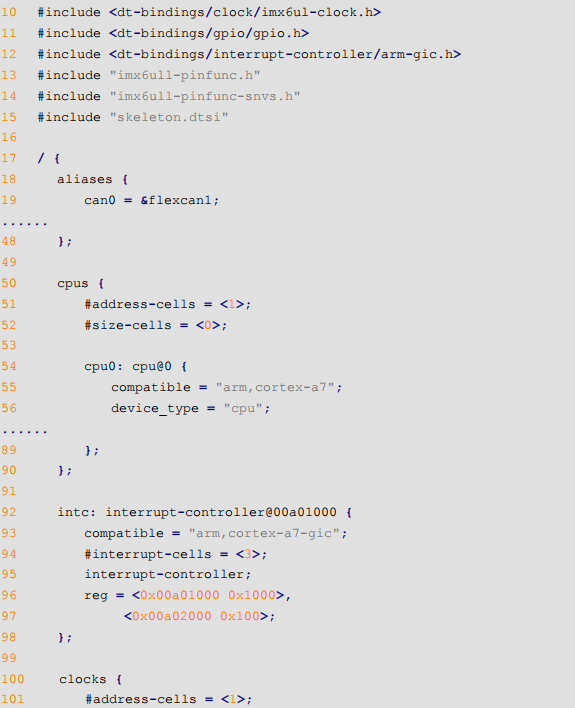 10 #include <dt-bindings/clock/imx6ul-clock.h>
11 #include <dt-bindings/gpio/gpio.h>
12 #include <dt-bindings/interrupt-controller/arm-gic.h>
13 #include "imx6ull-pinfunc.h"
14 #include "imx6ull-pinfunc-snvs.h"
15 #include "skeleton.dtsi"
16
17 / {
18 aliases {
19 can0 = &flexcan1;
......
48 };
49
50 cpus {
51 #address-cells = <1>;
52 #size-cells = <0>;
53
54 cpu0: cpu@0 {
55 compatible = "arm,cortex-a7";
56 device_type = "cpu";
......
89 };
90 };
91
92 intc: interrupt-controller@00a01000 {
93 compatible = "arm,cortex-a7-gic";
94 #interrupt-cells = <3>;
95 interrupt-controller;
96 reg = <0x00a01000 0x1000>,
97 <0x00a02000 0x100>;
98 };
99
100 clocks {
101 #address-cells = <1>;